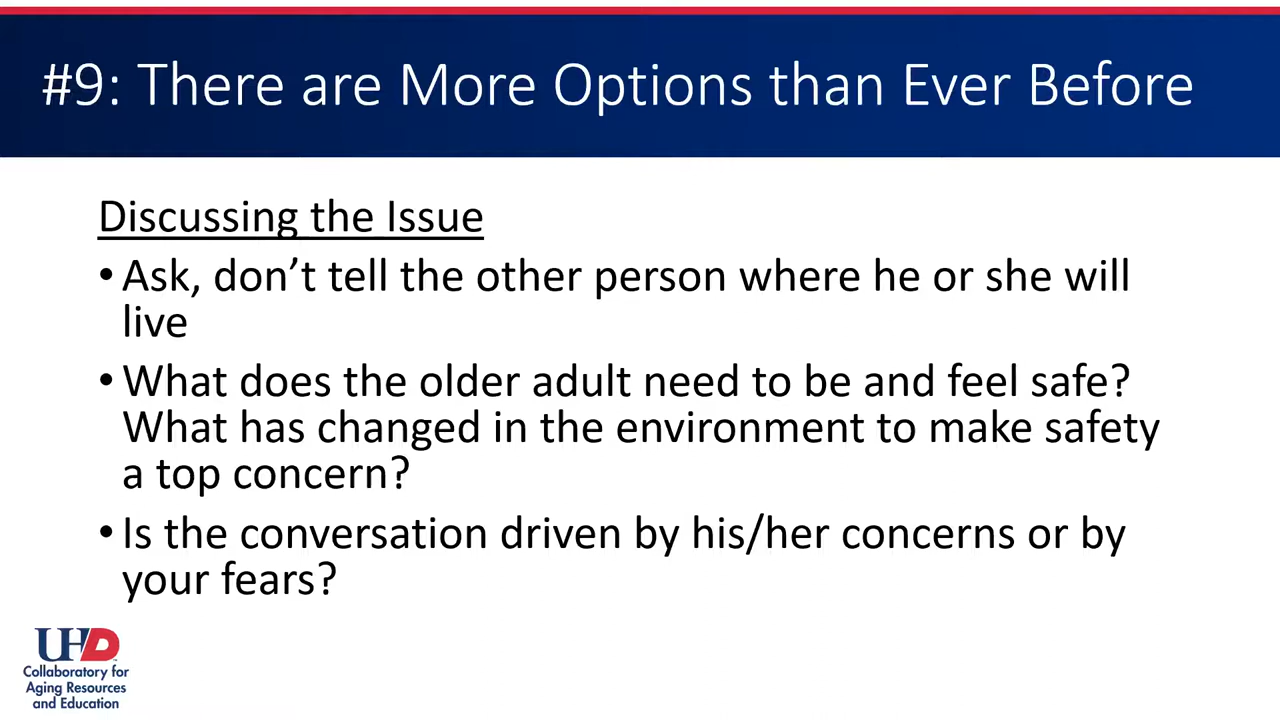 #9: There are More Options than Ever Before
Discussing the Issue
•Ask, don’t tell the other person where he or she will
live
•What does the older adult need to be and feel safe?
What has changed in the environment to make safety
a top concern?
•Is the conversation driven by his/her concerns or by
your fears?
UHD
Collaboratory for
Aging Resources
and Education